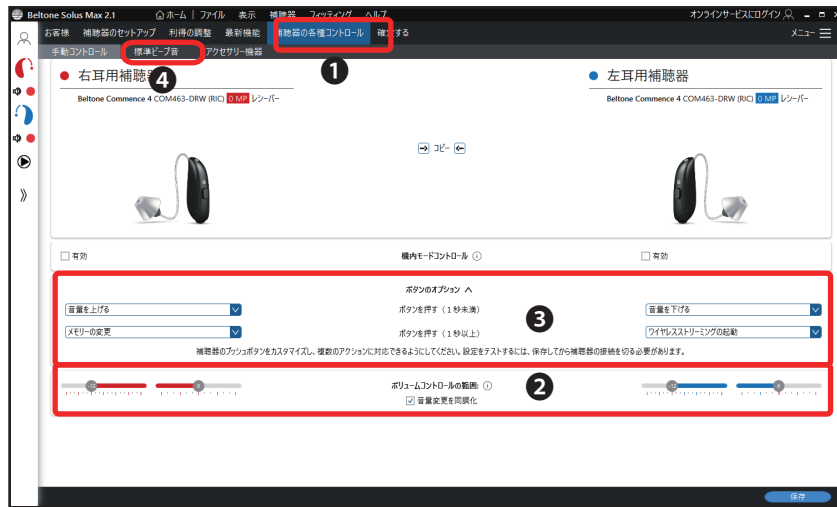 Beltone Solus Max 2.1 ホーム | ファイル 表示 補聴器 フィッティング ヘルプ オンラインサービスにログイン
お客様 補聴器のセットアップ 利得の調整 最新機能 補聴器の各種コントロール 確定する メニュー
手動コントロール 標準ビープ音 アクセサリー機器
❶
❹
右耳用補聴器 左耳用補聴器
Beltone Commence 4 COM463-DRW (RIC) 0 MP レシーバー Beltone Commence 4 COM463-DRW (RIC) 0 MP レシーバー
コピー
有効 機内モードコントロール 有効
ボタンのオプション
音量を上げる ボタンを押す（1秒未満） 音量を下げる
❸
メモリーの変更 ボタンを押す（1秒以上） ワイヤレスストリーミングの起動
補聴器のプッシュボタンをカスタマイズし、複数のアクションに対応できるようにしてください。設定をテストするには、保存してから補聴器の接続を切る必要があります。
-12 6 ボリュームコントロールの範囲: ❷ -12 6
音量変更を同調化
保存